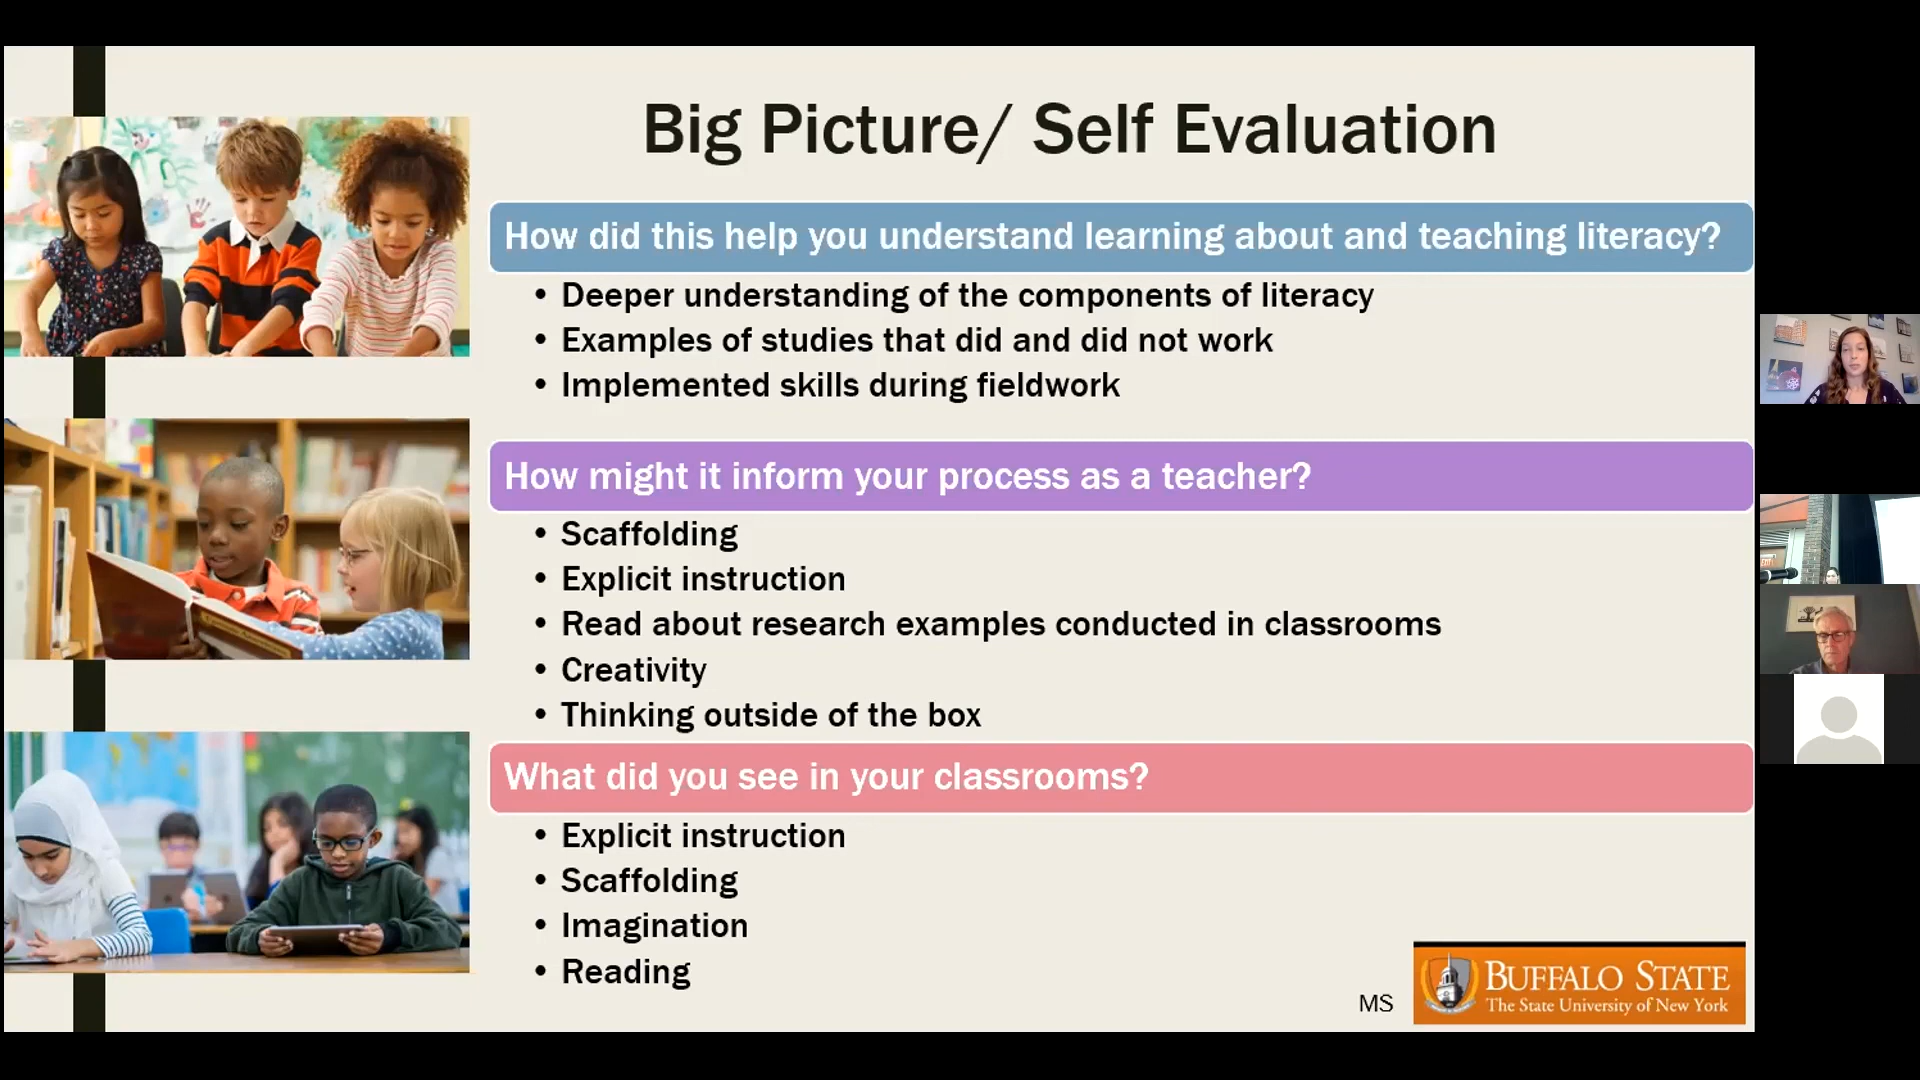 Big Picture/ Self Evaluation
How did this help you understand learning about and teaching literacy?
• Deeper understanding of the components of literacy
• Examples of studies that did and did not work
• Implemented skills during fieldwork
How might it inform your process as a teacher?
• Scaffolding
• Explicit instruction
• Read about research examples conducted in classrooms
• Creativity
• Thinking outside of the box
What did you see in your classrooms?
• Explicit instruction
• Scaffolding
• Imagination
• Reading
MS
BUFFALO STATE
The State University of New York